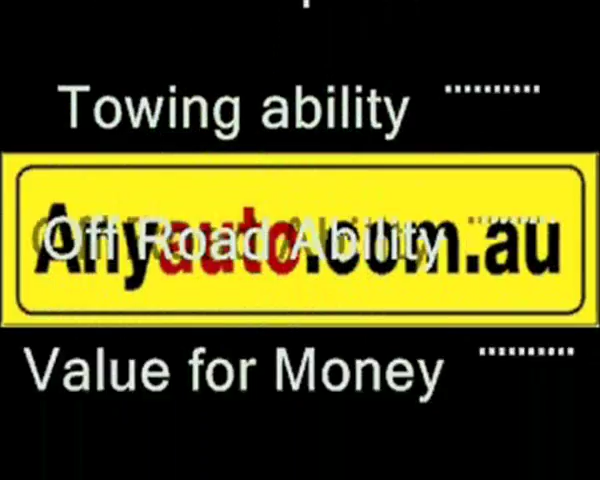 Towing ability ..........
Off Road Ability ..........
Anyauto.com.au
Value for Money ..........